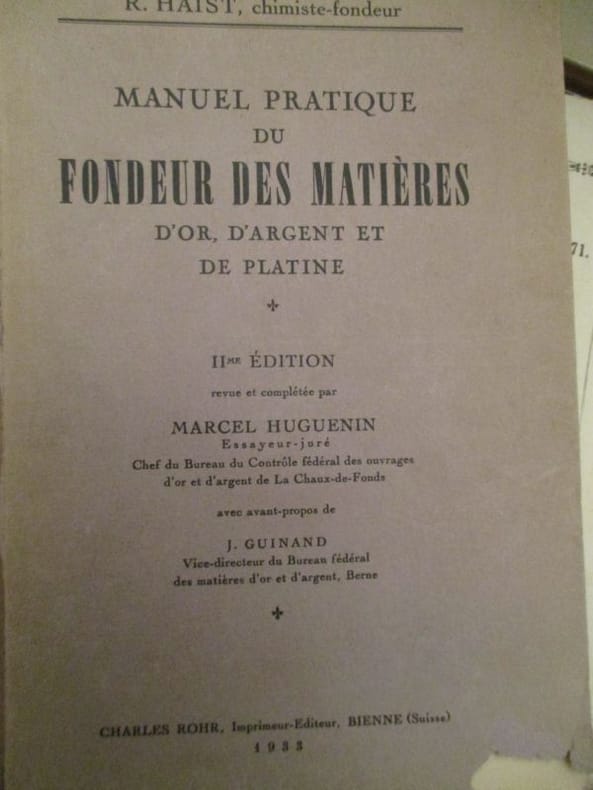 R. HAIST, chimiste-fondeur
MANUEL PRATIQUE
DU
FONDEUR DES MATIÈRES
D'OR, D'ARGENT ET
DE PLATINE
IIME ÉDITION
revue et complétée par
MARCEL HUGUENIN
Essayeur-juré
Chef du Bureau du Contrôle fédéral des ouvrages
d'or et d'argent de La Chaux-de-Fonds
avec avant-propos de
J. GUINAND
Vice-directeur du Bureau fédéral
des matières d'or et d'argent, Berne
CHARLES ROHR, Imprimeur-Editeur, BIENNE (Suisse)
1933
71.